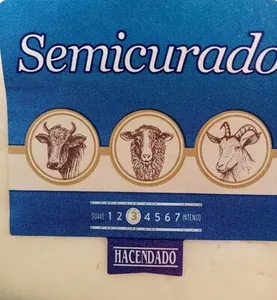 Semicurado
SUAVE 1 2 3 4 5 6 7 INTENSO
HACENDADO